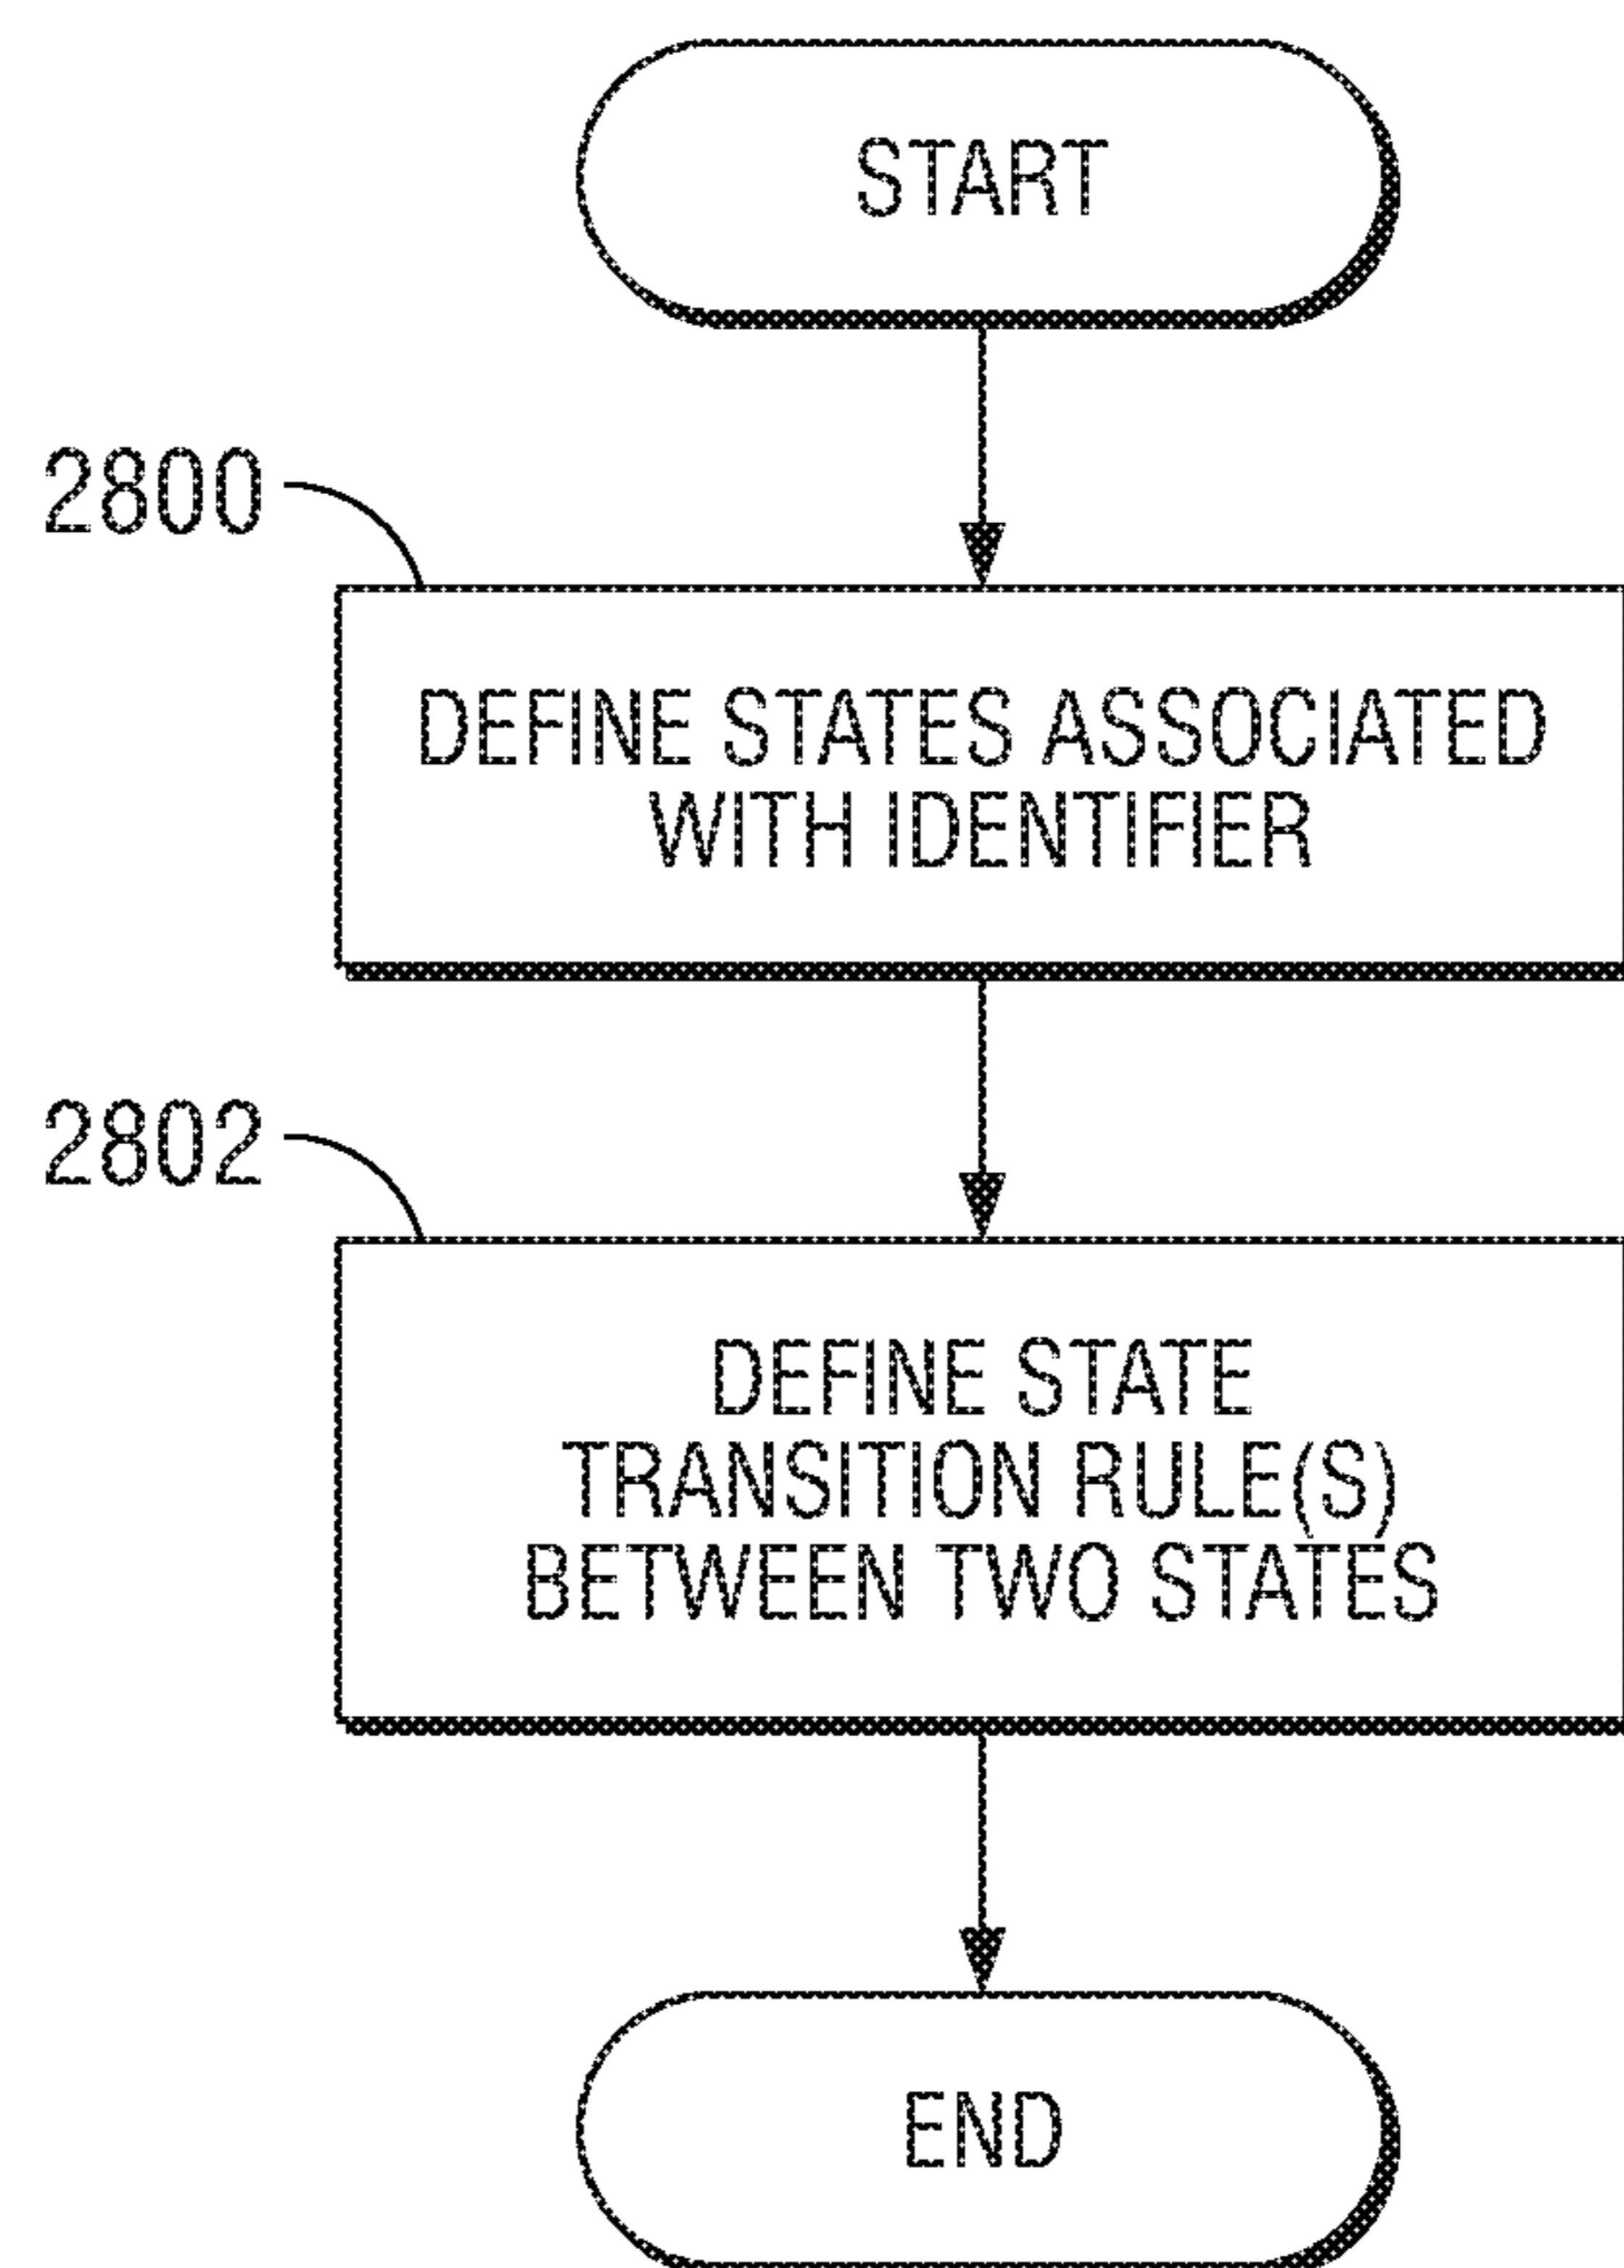 START
2800
DEFINE STATES ASSOCIATED
WITH IDENTIFIER
2802
DEFINE STATE
TRANSITION RULE(S)
BETWEEN TWO STATES
END